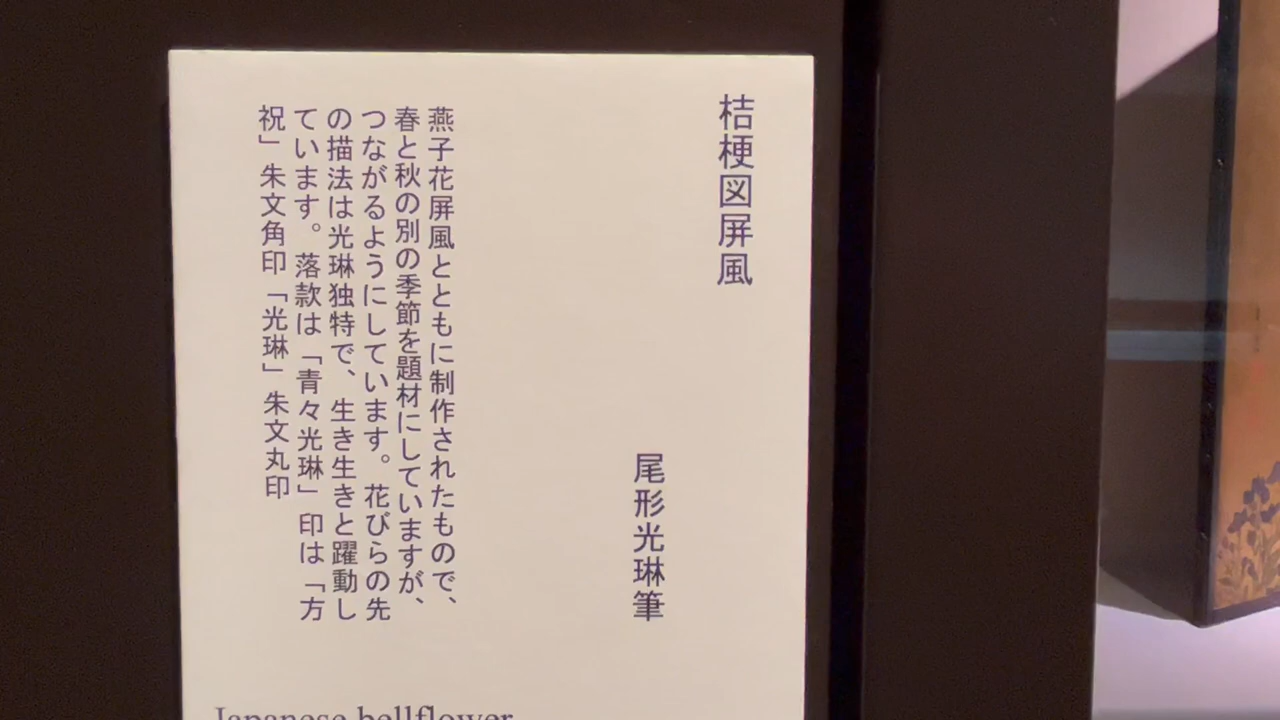 桔梗図屏風
尾形光琳筆
燕子花屏風とともに制作されたもので、
春と秋の別の季節を題材にしていますが、
つながるようにしています。花びらの先
の描法は光琳独特で、生き生きと躍動し
ています。落款は「青々光琳」印は「方
祝」朱文角印「光琳」朱文丸印
Japanese bellflower